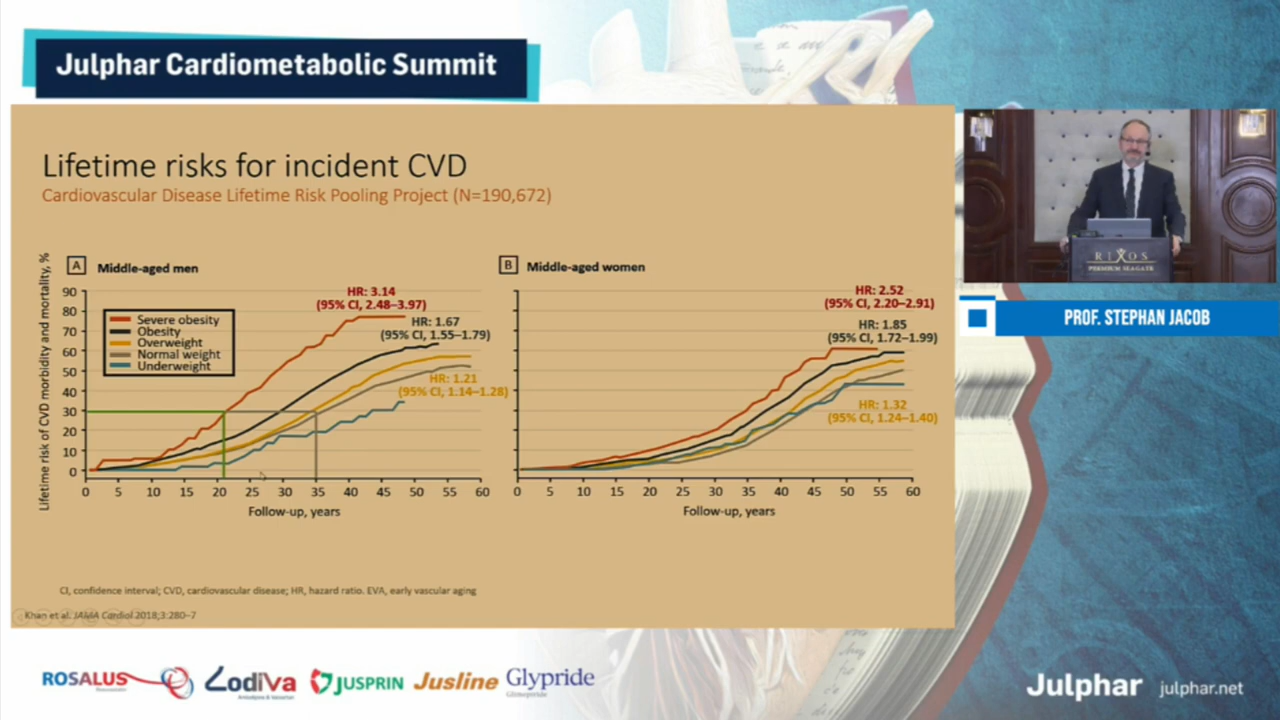 Julphar Cardiometabolic Summit
Lifetime risks for incident CVD
Cardiovascular Disease Lifetime Risk Pooling Project (N=190,672)
Lifetime risk of CVD morbidity and mortality, %
A Middle-aged men
90
80
70
60
50
40
30
20
10
0
Severe obesity
Obesity
Overweight
Normal weight
Underweight
HR: 3.14
(95% CI, 2.48–3.97)
HR: 1.67
(95% CI, 1.55–1.79)
HR: 1.21
(95% CI, 1.14–1.28)
0 5 10 15 20 25 30 35 40 45 50 55 60
Follow-up, years
B Middle-aged women
HR: 2.52
(95% CI, 2.20–2.91)
HR: 1.85
(95% CI, 1.72–1.99)
HR: 1.32
(95% CI, 1.24–1.40)
0 5 10 15 20 25 30 35 40 45 50 55 60
Follow-up, years
CI, confidence interval; CVD, cardiovascular disease; HR, hazard ratio. EVA, early vascular aging
Khan et al. JAMA Cardiol 2018;3:280–7
RIXOS
PREMIUM SEAGATE
PROF. STEPHAN JACOB
ROSALUS
Lodiva
Amlodipine & Valsartan
JUSPRIN
Jusline
Glypride
Glimepiride
Julphar julphar.net